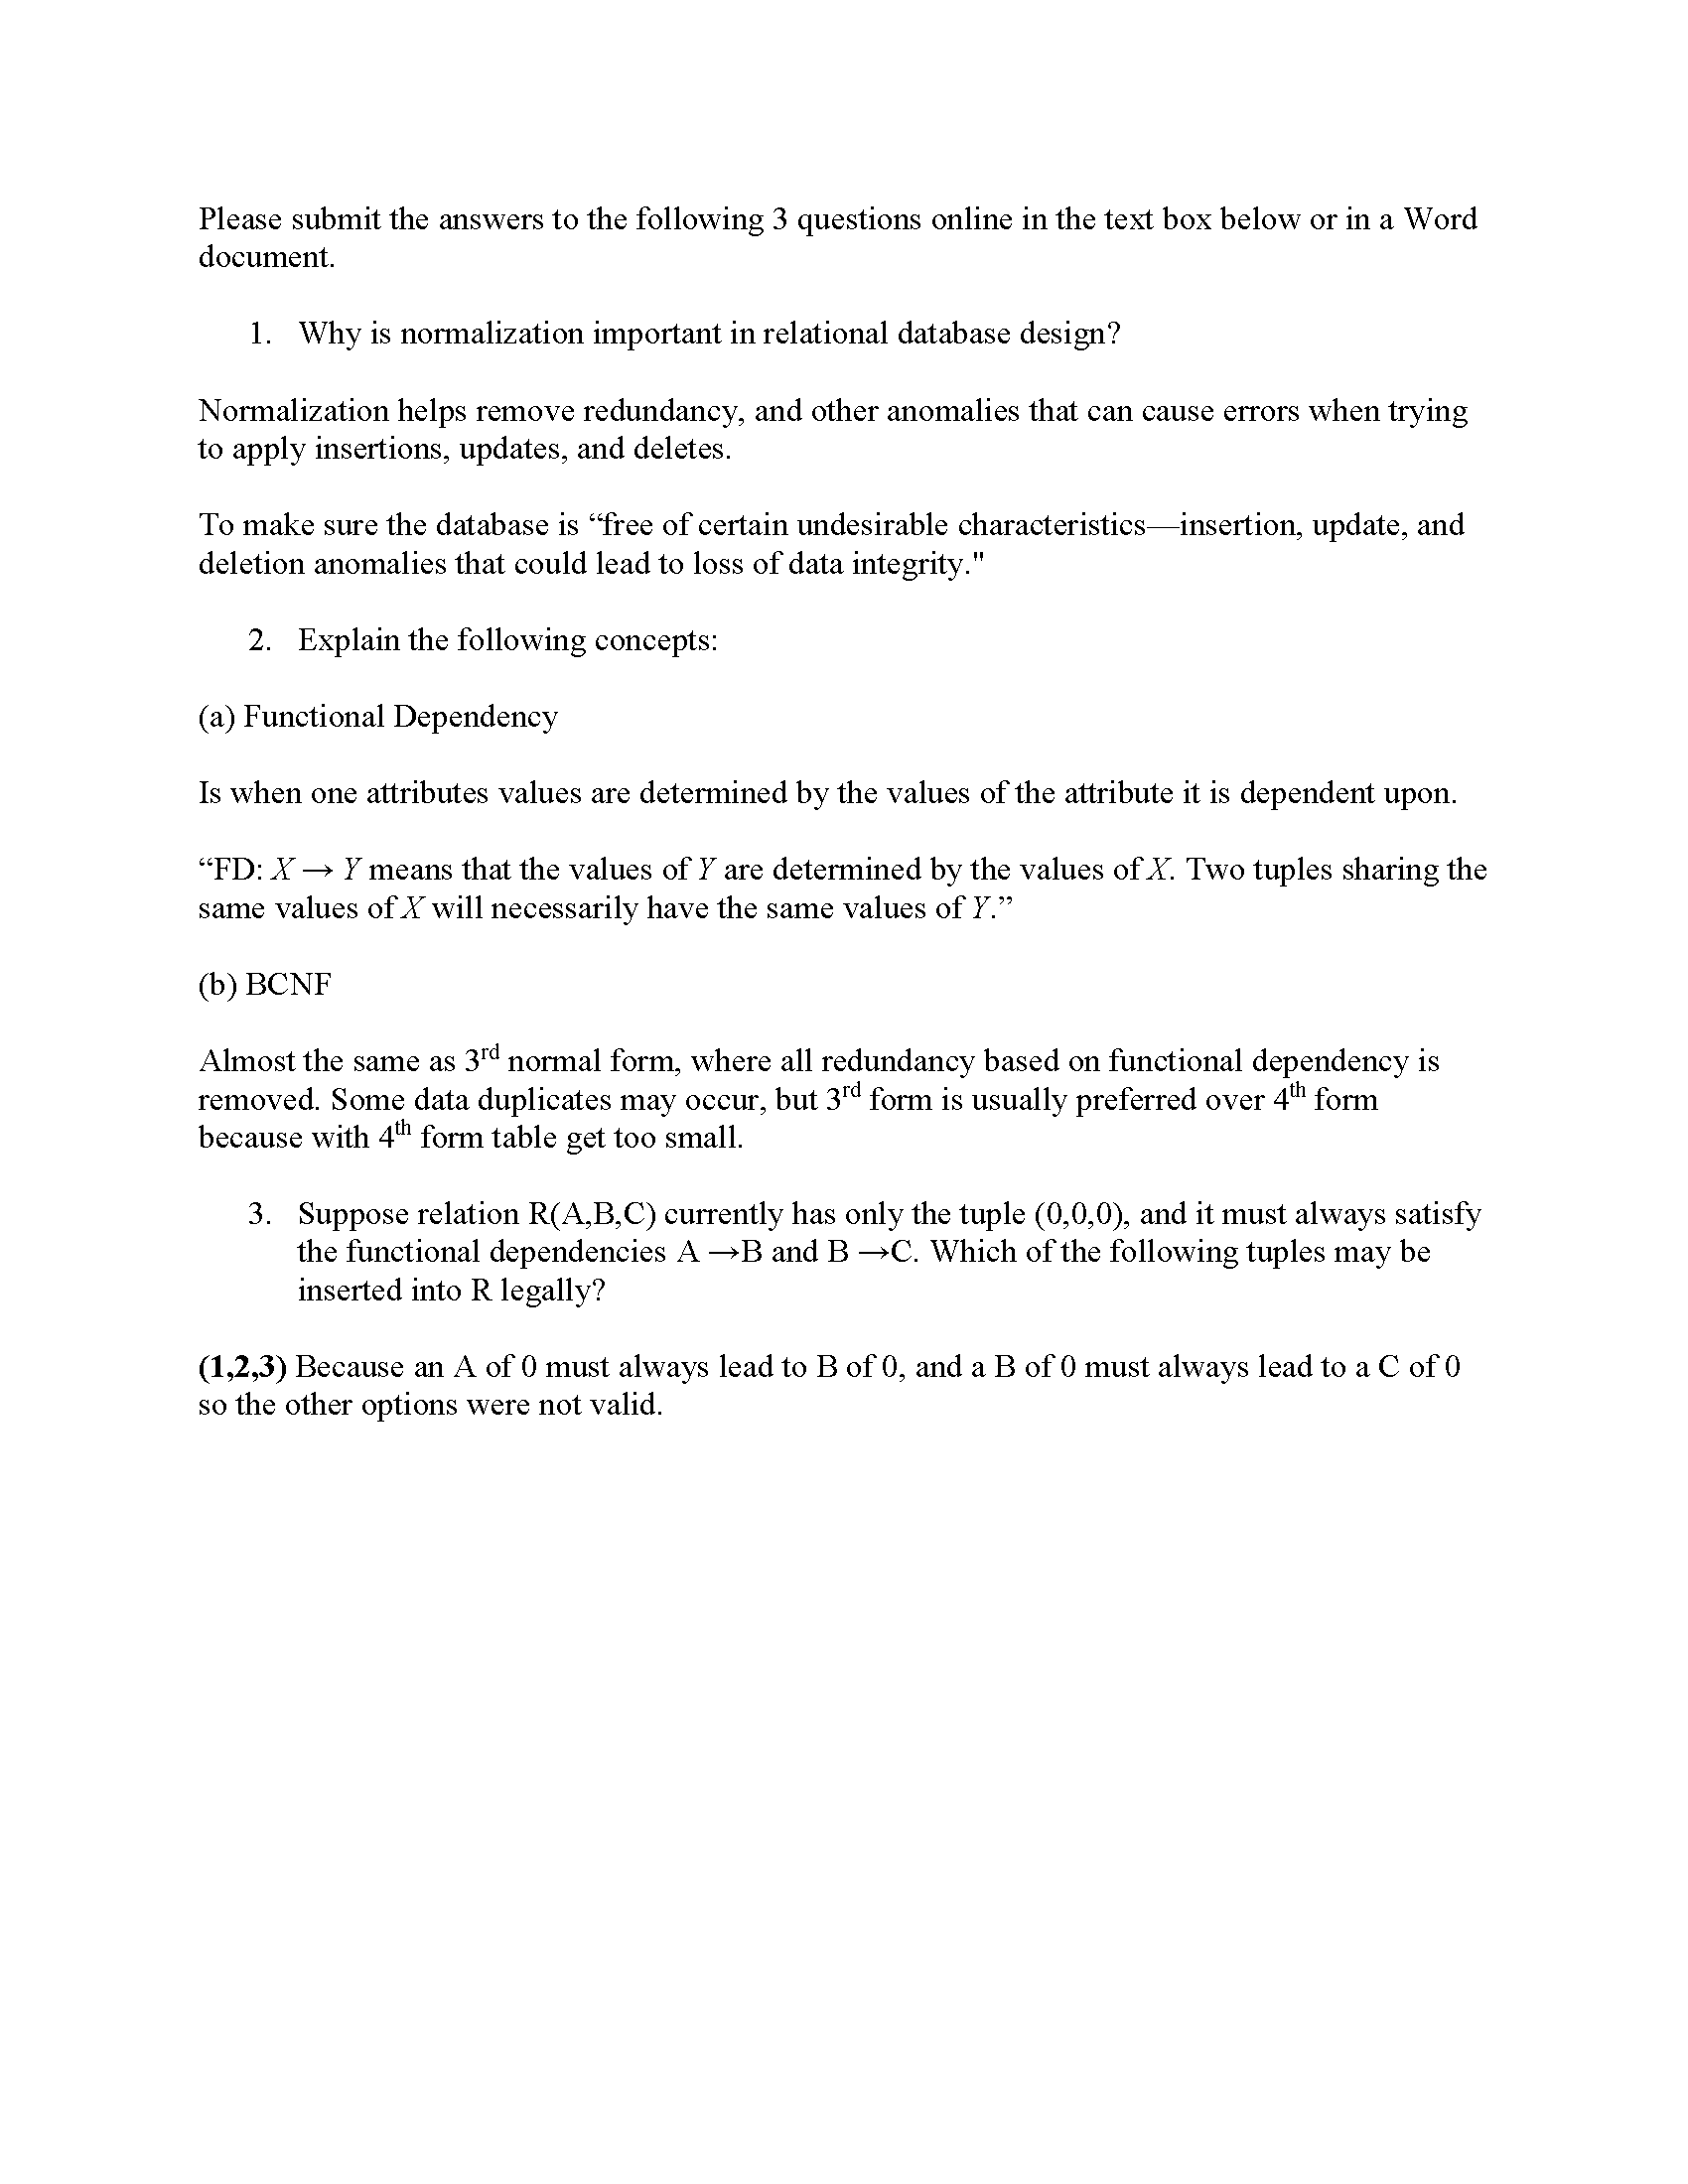 Please submit the answers to the following 3 questions online in the text box below or in a Word
document.
1. Why is normalization important in relational database design?
Normalization helps remove redundancy, and other anomalies that can cause errors when trying
to apply insertions, updates, and deletes.
To make sure the database is “free of certain undesirable characteristics—insertion, update, and
deletion anomalies that could lead to loss of data integrity."
2. Explain the following concepts:
(a) Functional Dependency
Is when one attributes values are determined by the values of the attribute it is dependent upon.
“FD: X → Y means that the values of Y are determined by the values of X. Two tuples sharing the
same values of X will necessarily have the same values of Y.”
(b) BCNF
Almost the same as 3rd normal form, where all redundancy based on functional dependency is
removed. Some data duplicates may occur, but 3rd form is usually preferred over 4th form
because with 4th form table get too small.
3. Suppose relation R(A,B,C) currently has only the tuple (0,0,0), and it must always satisfy
the functional dependencies A →B and B →C. Which of the following tuples may be
inserted into R legally?
(1,2,3) Because an A of 0 must always lead to B of 0, and a B of 0 must always lead to a C of 0
so the other options were not valid.